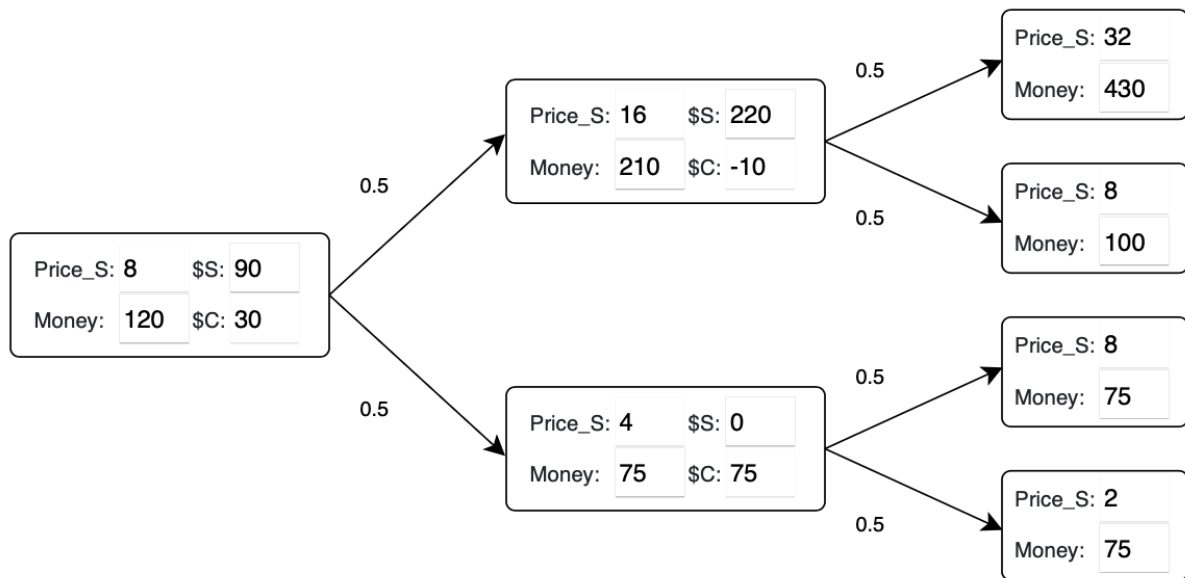 Price_S: 8 $S: 90
Money: 120 $C: 30
0.5
0.5
Price_S: 16 $S: 220
Money: 210 $C: -10
Price_S: 4 $S: 0
Money: 75 $C: 75
0.5
0.5
0.5
0.5
Price_S: 32
Money: 430
Price_S: 8
Money: 100
Price_S: 8
Money: 75
Price_S: 2
Money: 75